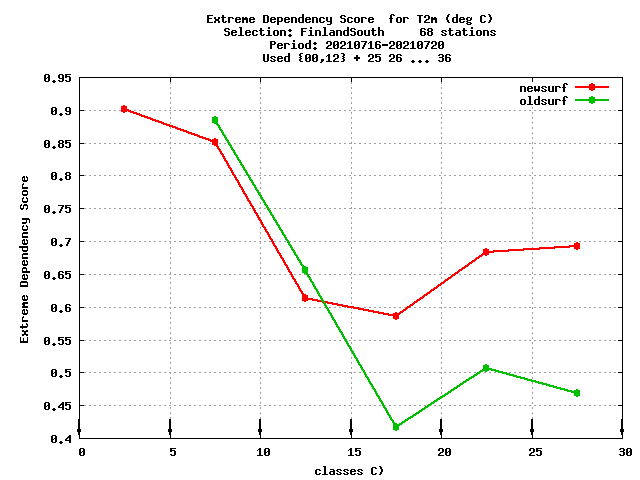 Extreme Dependency Score for T2m (deg C)
Selection: FinlandSouth 68 stations
Period: 20210716-20210720
Used {00,12} + 25 26 ... 36
newsurf
oldsurf
Extreme Dependency Score
0.95
0.9
0.85
0.8
0.75
0.7
0.65
0.6
0.55
0.5
0.45
0.4
0 5 10 15 20 25 30
classes C)